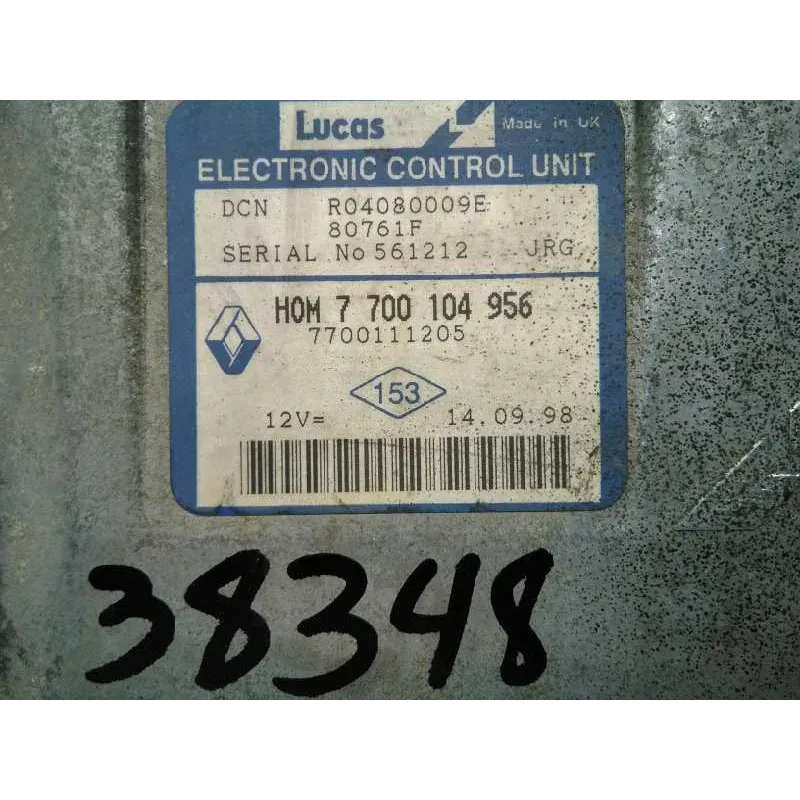 Lucas Made in UK
ELECTRONIC CONTROL UNIT
DCN R04080009E
80761F
SERIAL No 561212 JRG
HOM 7 700 104 956
7700111205
153
12V= 14.09.98
38348